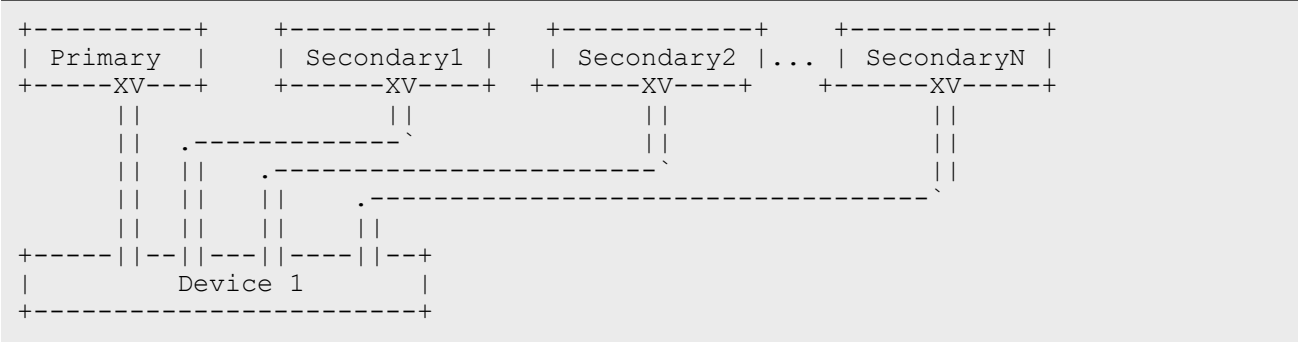 +----------+    +------------+   +------------+    +------------+
| Primary  |    | Secondary1 |   | Secondary2 |... | SecondaryN |
+-----XV---+    +------XV----+  +------XV----+    +------XV-----+
      ||               ||              ||                ||
      ||  .-------------`              ||                ||
      ||  ||   .------------------------`                ||
      ||  ||   ||    .-----------------------------------`
      ||  ||   ||    ||
+-----||--||---||----||--+
|         Device 1       |
+------------------------+